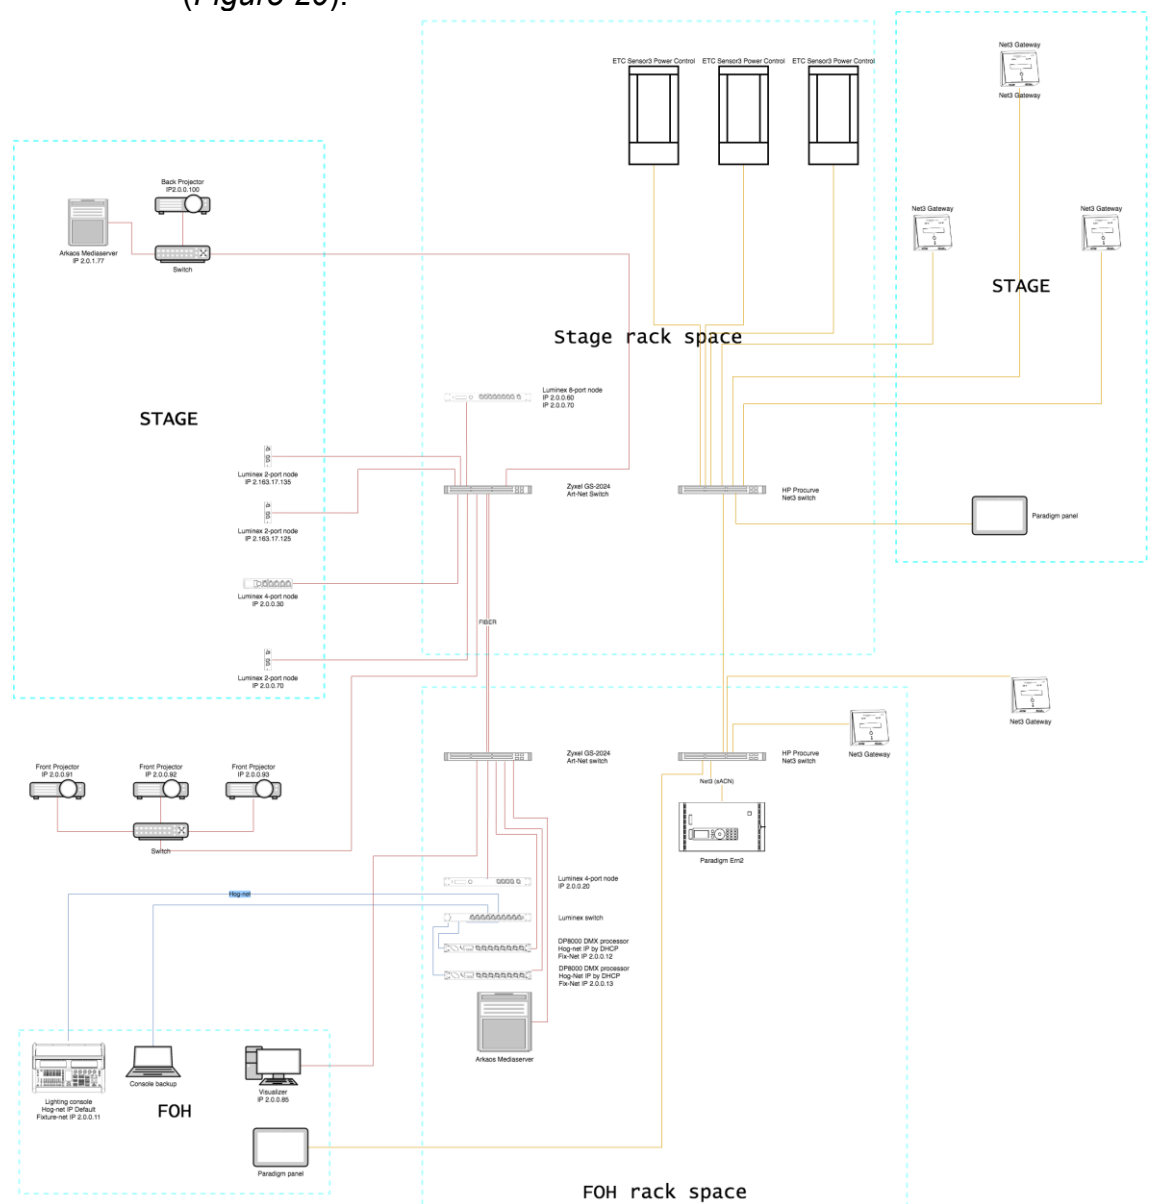 (Figure 29).
ETC Sensor3 Power Control
ETC Sensor3 Power Control
ETC Sensor3 Power Control
Net3 Gateway
Net3 Gateway
Back Projector
IP2.0.0.100
Arkaos Mediaserver
IP 2.0.1.77
Switch
Net3 Gateway
Net3 Gateway
STAGE
Stage rack space
Luminex 8-port node
IP 2.0.0.60
IP 2.0.0.70
STAGE
Luminex 2-port node
IP 2.163.17.135
Zyxel GS-2024
Art-Net Switch
HP Procurve
Net3 switch
Luminex 2-port node
IP 2.163.17.125
Paradigm panel
Luminex 4-port node
IP 2.0.0.30
FIBER
Luminex 2-port node
IP 2.0.0.70
Net3 Gateway
Zyxel GS-2024
Art-Net switch
HP Procurve
Net3 switch
Net3 Gateway
Front Projector
IP 2.0.0.91
Front Projector
IP 2.0.0.92
Front Projector
IP 2.0.0.93
Switch
Net3 (sACN)
Paradigm Ern2
Luminex 4-port node
IP 2.0.0.20
Hog-net
Luminex switch
DP8000 DMX processor
Hog-net IP by DHCP
Fix-Net IP 2.0.0.12
DP8000 DMX processor
Hog-Net IP by DHCP
Fix-Net IP 2.0.0.13
Arkaos Mediaserver
Lighting console
Hog-net IP Default
Fixture-net IP 2.0.0.11
Console backup
Visualizer
IP 2.0.0.85
FOH
Paradigm panel
FOH rack space